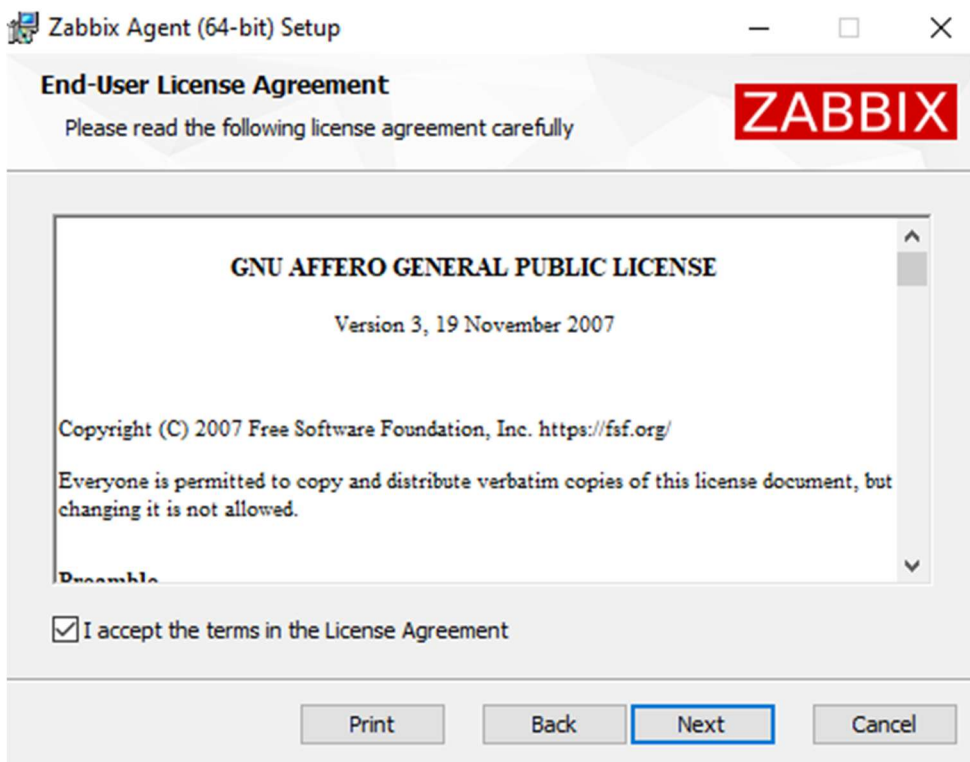 Zabbix Agent (64-bit) Setup
End-User License Agreement
Please read the following license agreement carefully
ZABBIX
GNU AFFERO GENERAL PUBLIC LICENSE
Version 3, 19 November 2007
Copyright (C) 2007 Free Software Foundation, Inc. https://fsf.org/
Everyone is permitted to copy and distribute verbatim copies of this license document, but
changing it is not allowed.
Preamble
I accept the terms in the License Agreement
Print
Back
Next
Cancel